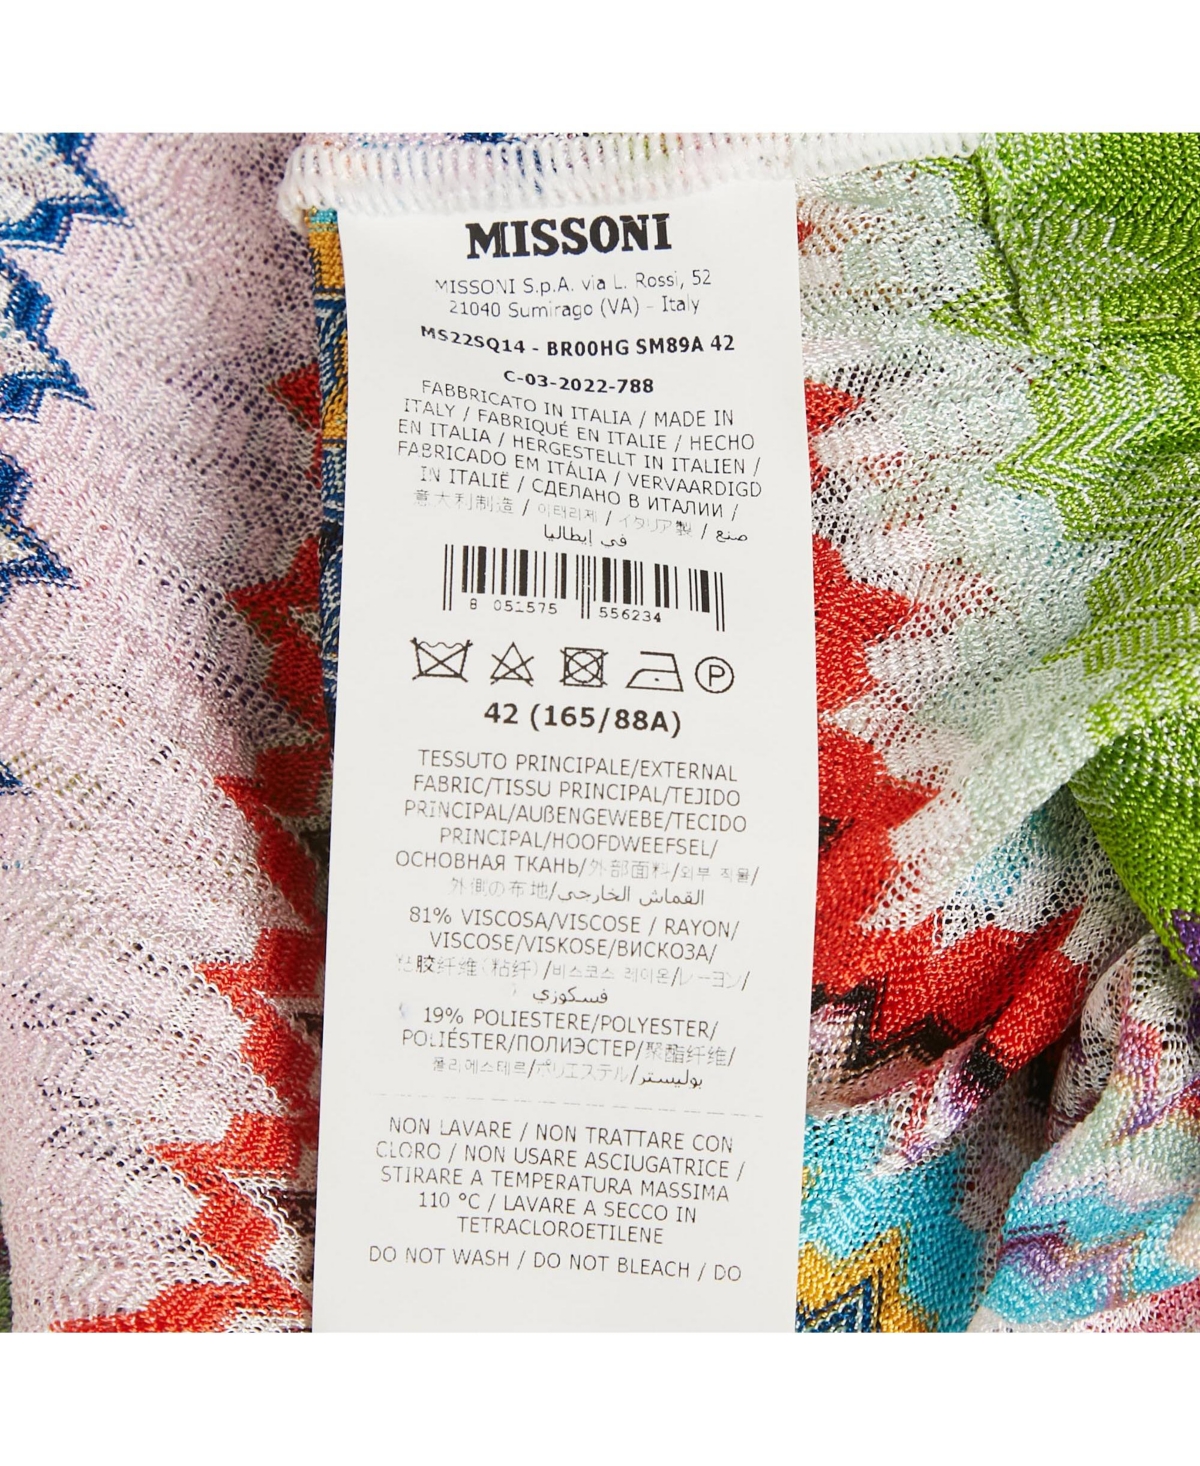 MISSONI
MISSONI S.p.A. via L. Rossi, 52
21040 Sumirago (VA) - Italy
MS22SQ14 - BR00HG SM89A 42
C-03-2022-788
FABBRICATO IN ITALIA / MADE IN
ITALY / FABRIQUÉ EN ITALIE / HECHO
EN ITALIA / HERGESTELLT IN ITALIEN /
FABRICADO EM ITÁLIA / VERVAARDIGD
IN ITALIË / СДЕЛАНО В ИТАЛИИ /
意大利制造 / 이태리제 / イタリア製 / صنع
في إيطاليا
8 051575 556234
P
42 (165/88A)
TESSUTO PRINCIPALE/EXTERNAL
FABRIC/TISSU PRINCIPAL/TEJIDO
PRINCIPAL/AUßENGEWEBE/TECIDO
PRINCIPAL/HOOFDWEEFSEL/
ОСНОВНАЯ ТКАНЬ/外部面料/외부 직물/
外側の布地/القماش الخارجي
81% VISCOSA/VISCOSE / RAYON/
VISCOSE/VISKOSE/ВИСКОЗА/
粘胶纤维(粘纤)/비스코스 레이온/レーヨン/
فسكوزي
19% POLIESTERE/POLYESTER/
POLIÉSTER/ПОЛИЭСТЕР/聚酯纤维/
폴리에스테르/ポリエステル/بوليستر
NON LAVARE / NON TRATTARE CON
CLORO / NON USARE ASCIUGATRICE /
STIRARE A TEMPERATURA MASSIMA
110 °C / LAVARE A SECCO IN
TETRACLOROETILENE
DO NOT WASH / DO NOT BLEACH / DO